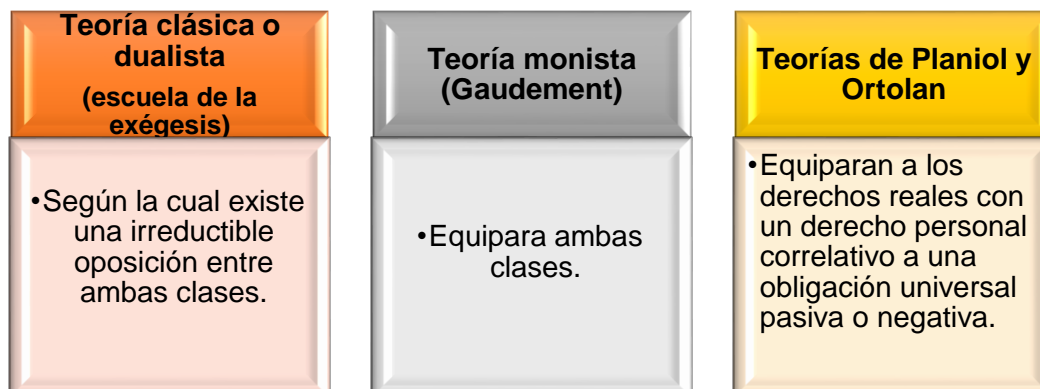 Teoría clásica o
dualista
(escuela de la
exégesis)
•Según la cual existe
una irreductible
oposición entre
ambas clases.
Teoría monista
(Gaudement)
•Equipara ambas
clases.
Teorías de Planiol y
Ortolan
•Equiparan a los
derechos reales con
un derecho personal
correlativo a una
obligación universal
pasiva o negativa.